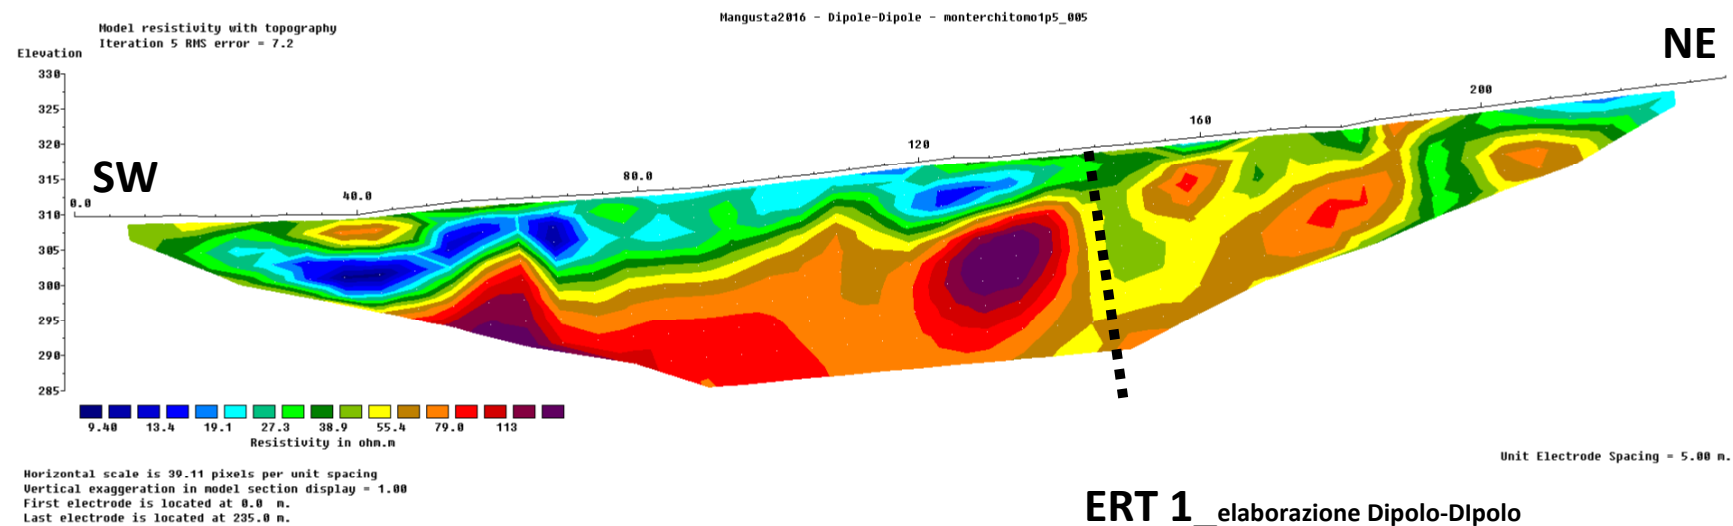 Mangusta2016 - Dipole-Dipole - monterchitomo1p5_005
Model resistivity with topography
Iteration 5 RMS error = 7.2
Elevation
NE
330
325
320
315
310
305
300
295
290
285
SW
0.0
40.0
80.0
120
160
200
9.40 13.4 19.1 27.3 38.9 55.4 79.0 113
Resistivity in ohm.m
Unit Electrode Spacing = 5.00 m.
Horizontal scale is 39.11 pixels per unit spacing
Vertical exaggeration in model section display = 1.00
First electrode is located at 0.0 m.
Last electrode is located at 235.0 m.
ERT 1_elaborazione Dipolo-DIpolo